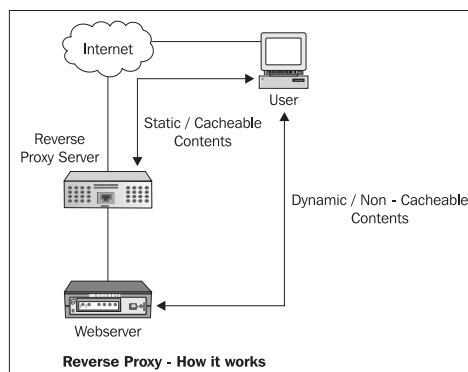 Internet
User
Static / Cacheable
Contents
Reverse
Proxy Server
Dynamic / Non - Cacheable
Contents
Webserver
Reverse Proxy - How it works